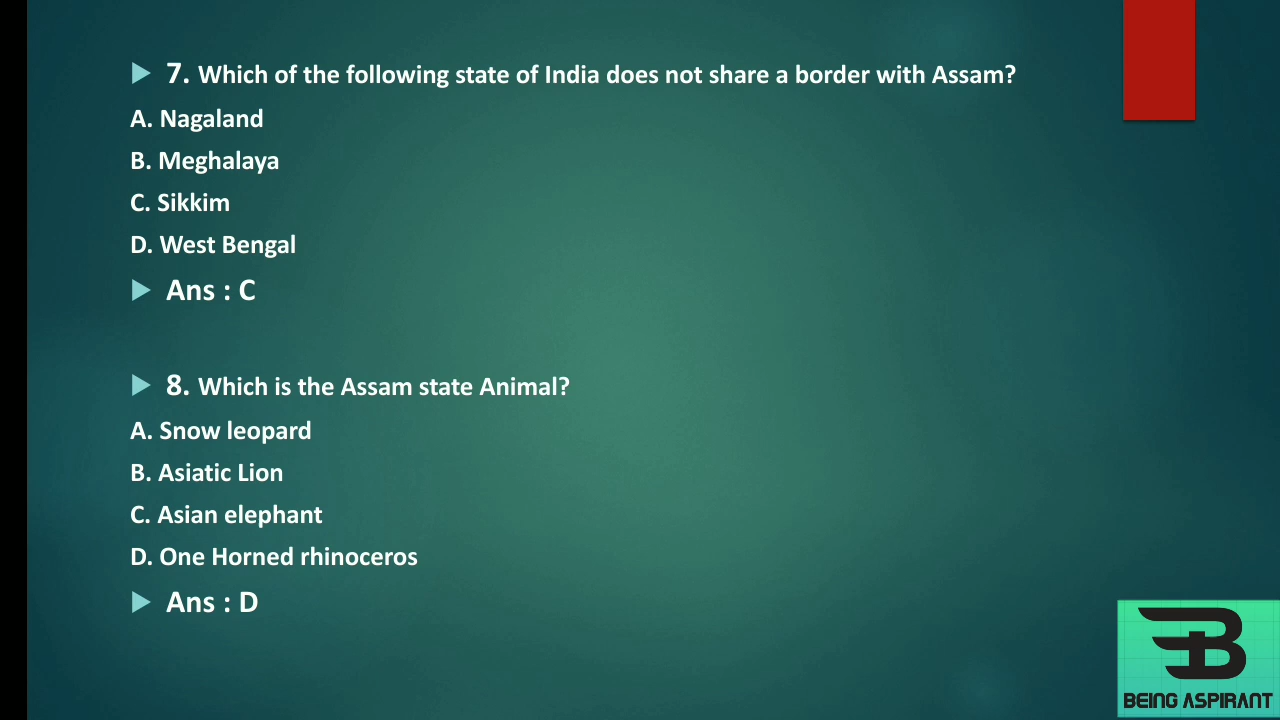 7. Which of the following state of India does not share a border with Assam?
A. Nagaland
B. Meghalaya
C. Sikkim
D. West Bengal
Ans : C
8. Which is the Assam state Animal?
A. Snow leopard
B. Asiatic Lion
C. Asian elephant
D. One Horned rhinoceros
Ans : D
B
BEING ASPIRANT